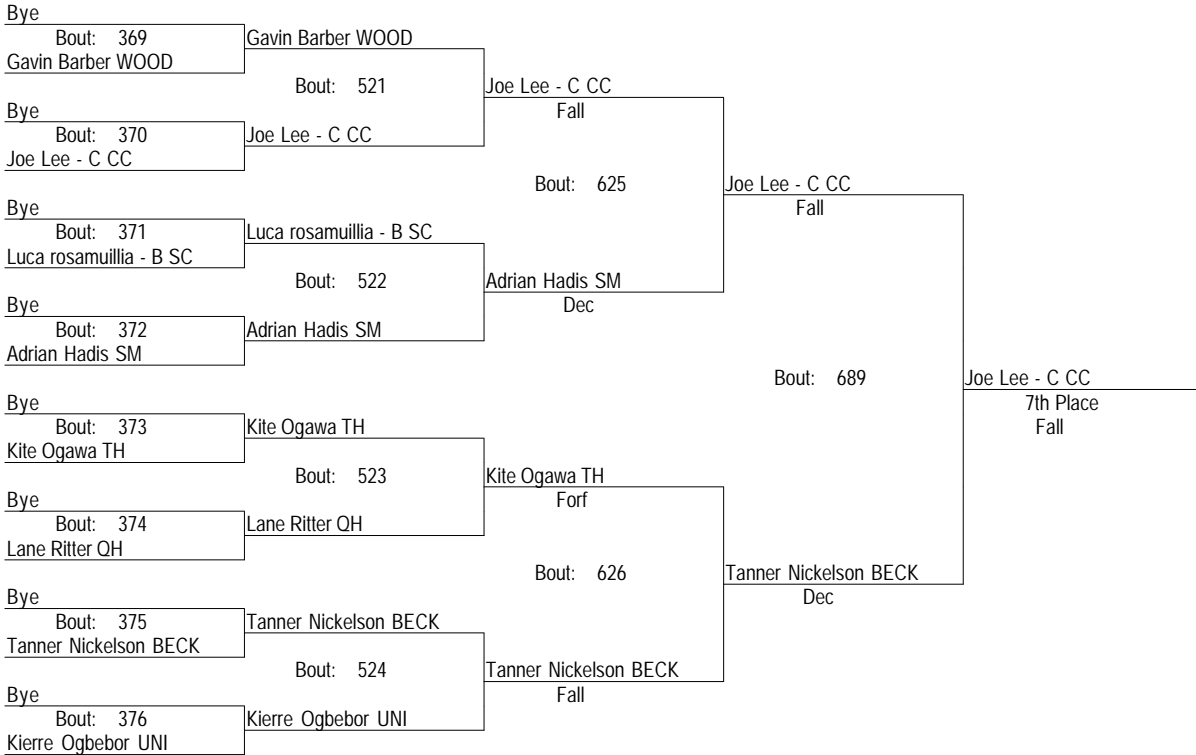 Bye
Bout: 369
Gavin Barber WOOD
Gavin Barber WOOD
Bout: 521
Joe Lee - C CC
Fall
Bye
Bout: 370
Joe Lee - C CC
Joe Lee - C CC
Bout: 625
Joe Lee - C CC
Fall
Bye
Bout: 371
Luca rosamuillia - B SC
Luca rosamuillia - B SC
Bout: 522
Adrian Hadis SM
Dec
Bye
Bout: 372
Adrian Hadis SM
Adrian Hadis SM
Bout: 689
Joe Lee - C CC
7th Place
Fall
Bye
Bout: 373
Kite Ogawa TH
Kite Ogawa TH
Bout: 523
Kite Ogawa TH
Forf
Bye
Bout: 374
Lane Ritter QH
Lane Ritter QH
Bout: 626
Tanner Nickelson BECK
Dec
Bye
Bout: 375
Tanner Nickelson BECK
Tanner Nickelson BECK
Bout: 524
Tanner Nickelson BECK
Fall
Bye
Bout: 376
Kierre Ogbebor UNI
Kierre Ogbebor UNI